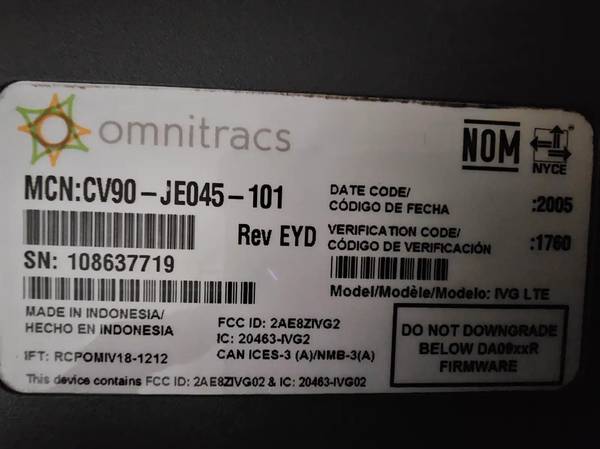 omnitracs
NOM
NYCE
MCN:CV90-JE045-101
DATE CODE/
CÓDIGO DE FECHA :2005
Rev EYD
VERIFICATION CODE/
CÓDIGO DE VERIFICACIÓN :1760
SN: 108637719
Model/Modèle/Modelo: IVG LTE
MADE IN INDONESIA/
HECHO EN INDONESIA
FCC ID: 2AE8ZIVG2
IC: 20463-IVG2
IFT: RCPOMIV18-1212
CAN ICES-3 (A)/NMB-3(A)
This device contains FCC ID: 2AE8ZIVG02 & IC: 20463-IVG02
DO NOT DOWNGRADE
BELOW DA09xxR
FIRMWARE